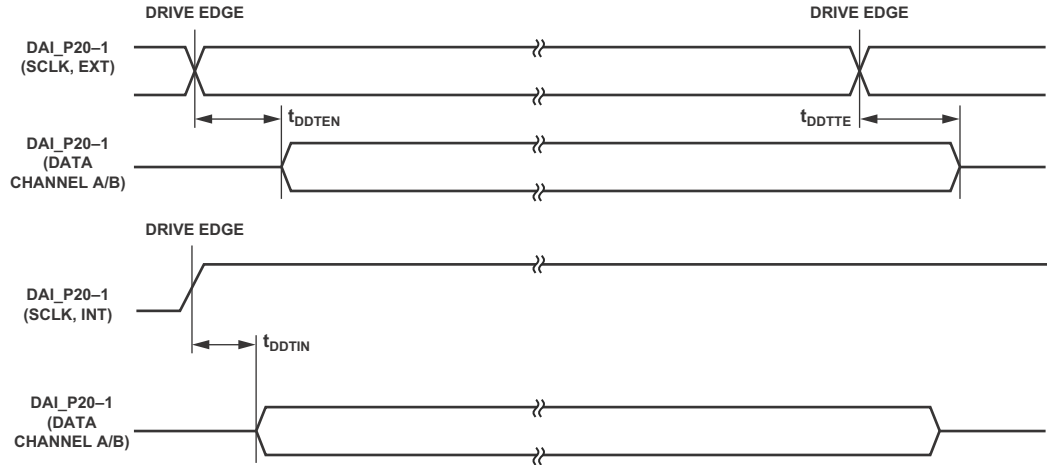 DRIVE EDGE
DRIVE EDGE
DAI_P20–1
(SCLK, EXT)
tDDTEN
tDDTTE
DAI_P20–1
(DATA
CHANNEL A/B)
DRIVE EDGE
DAI_P20–1
(SCLK, INT)
tDDTIN
DAI_P20–1
(DATA
CHANNEL A/B)